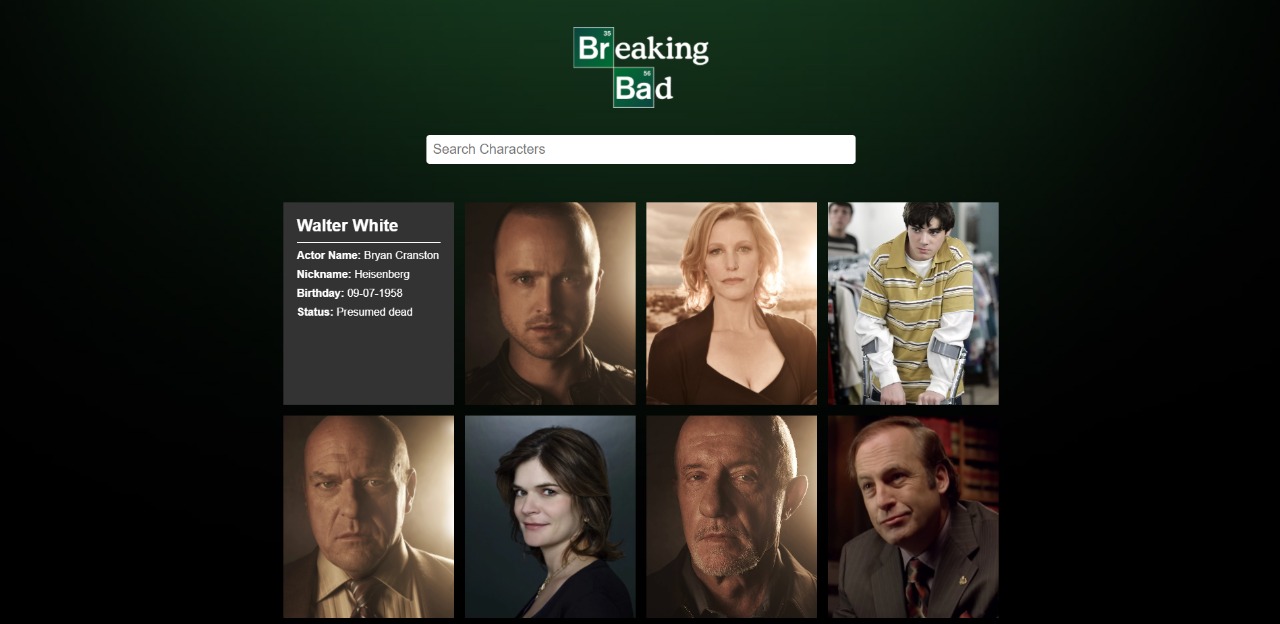 35
Breaking
56
Bad
Search Characters
Walter White
Actor Name: Bryan Cranston
Nickname: Heisenberg
Birthday: 09-07-1958
Status: Presumed dead